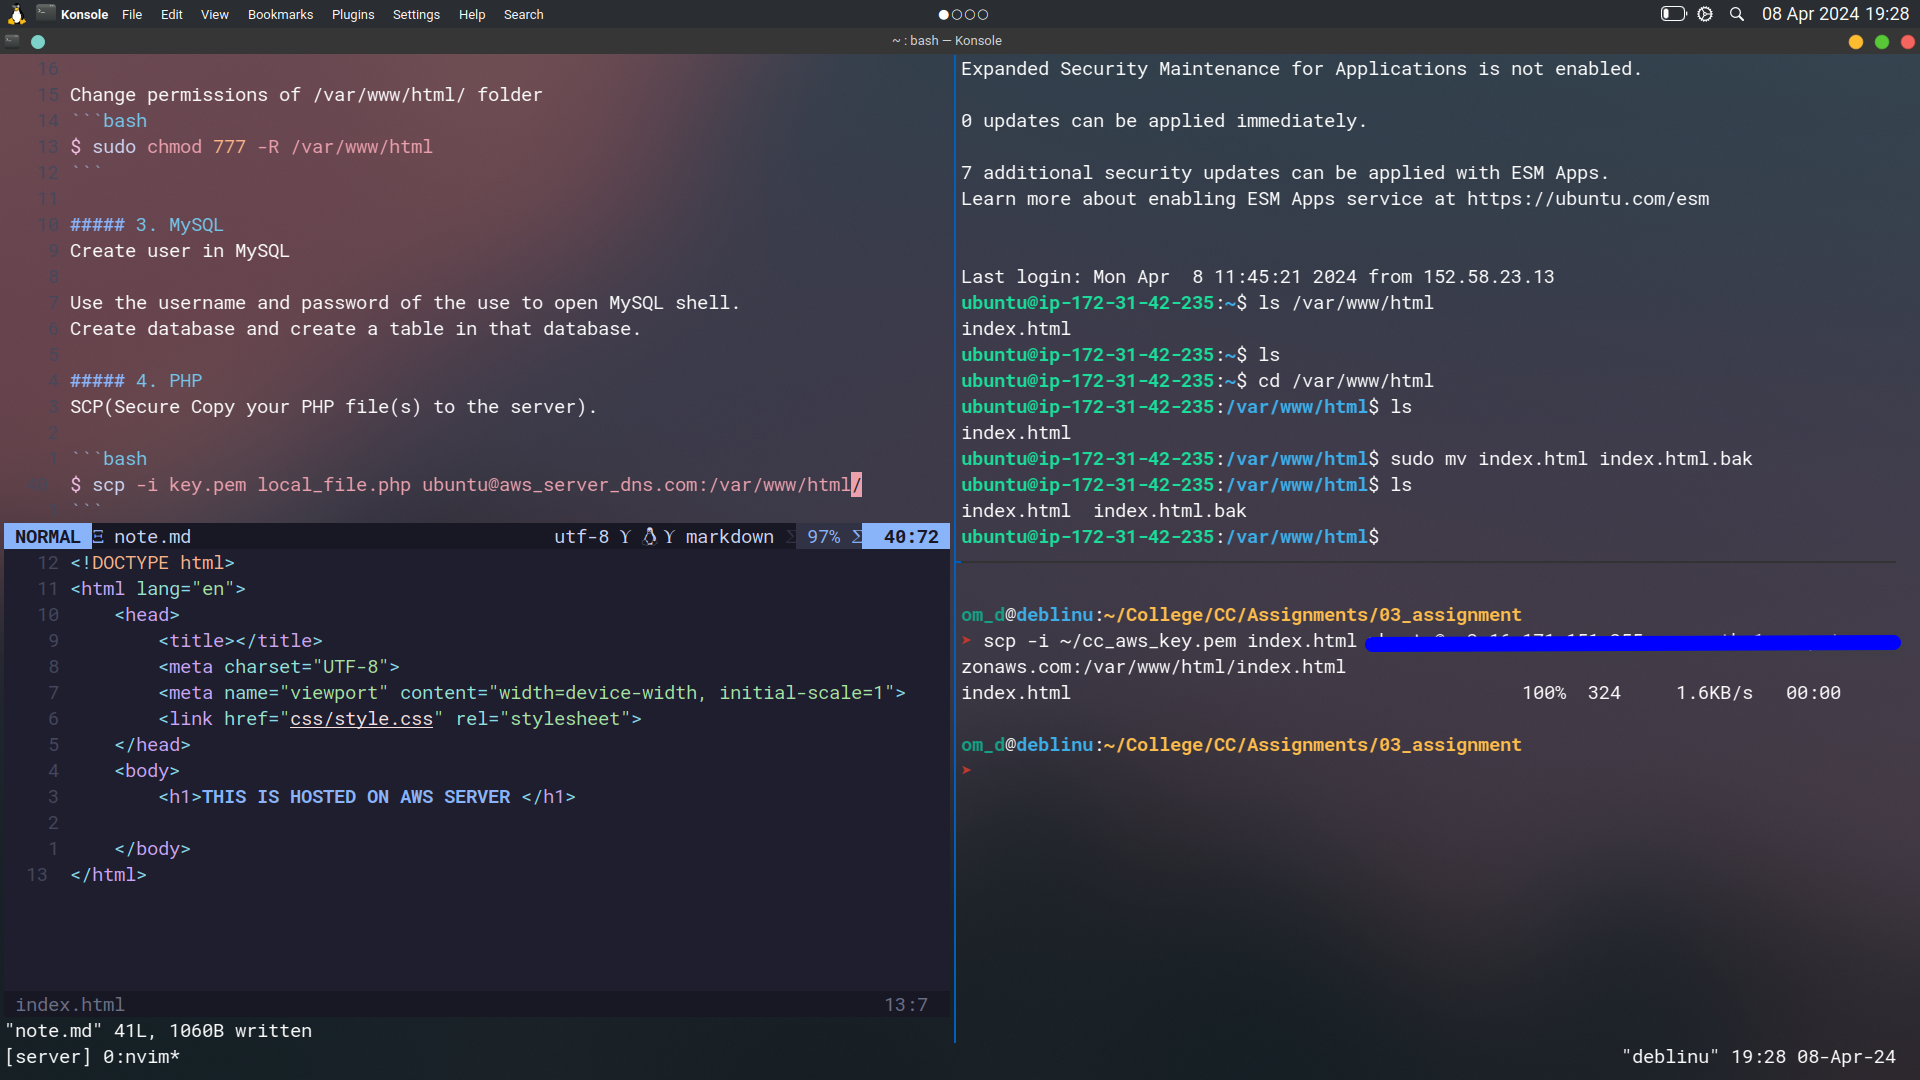 Konsole File Edit View Bookmarks Plugins Settings Help Search
08 Apr 2024 19:28
~ : bash — Konsole
16
15 Change permissions of /var/www/html/ folder
14 ```bash
13 $ sudo chmod 777 -R /var/www/html
12 ```
11
10 ##### 3. MySQL
9 Create user in MySQL
8
7 Use the username and password of the use to open MySQL shell.
6 Create database and create a table in that database.
5
4 ##### 4. PHP
3 SCP(Secure Copy your PHP file(s) to the server).
2
1 ```bash
$ scp -i key.pem local_file.php ubuntu@aws_server_dns.com:/var/www/html/
```
NORMAL note.md utf-8 markdown 97% 40:72
12 <!DOCTYPE html>
11 <html lang="en">
10 <head>
9 <title></title>
8 <meta charset="UTF-8">
7 <meta name="viewport" content="width=device-width, initial-scale=1">
6 <link href="css/style.css" rel="stylesheet">
5 </head>
4 <body>
3 <h1>THIS IS HOSTED ON AWS SERVER </h1>
2
1 </body>
13 </html>
index.html 13:7
"note.md" 41L, 1060B written
[server] 0:nvim*
Expanded Security Maintenance for Applications is not enabled.
0 updates can be applied immediately.
7 additional security updates can be applied with ESM Apps.
Learn more about enabling ESM Apps service at https://ubuntu.com/esm
Last login: Mon Apr  8 11:45:21 2024 from 152.58.23.13
ubuntu@ip-172-31-42-235:~$ ls /var/www/html
index.html
ubuntu@ip-172-31-42-235:~$ ls
ubuntu@ip-172-31-42-235:~$ cd /var/www/html
ubuntu@ip-172-31-42-235:/var/www/html$ ls
index.html
ubuntu@ip-172-31-42-235:/var/www/html$ sudo mv index.html index.html.bak
ubuntu@ip-172-31-42-235:/var/www/html$ ls
index.html  index.html.bak
ubuntu@ip-172-31-42-235:/var/www/html$
om_d@deblinu:~/College/CC/Assignments/03_assignment
➤ scp -i ~/cc_aws_key.pem index.html
zonaws.com:/var/www/html/index.html
index.html 100% 324 1.6KB/s 00:00
om_d@deblinu:~/College/CC/Assignments/03_assignment
➤
"deblinu" 19:28 08-Apr-24